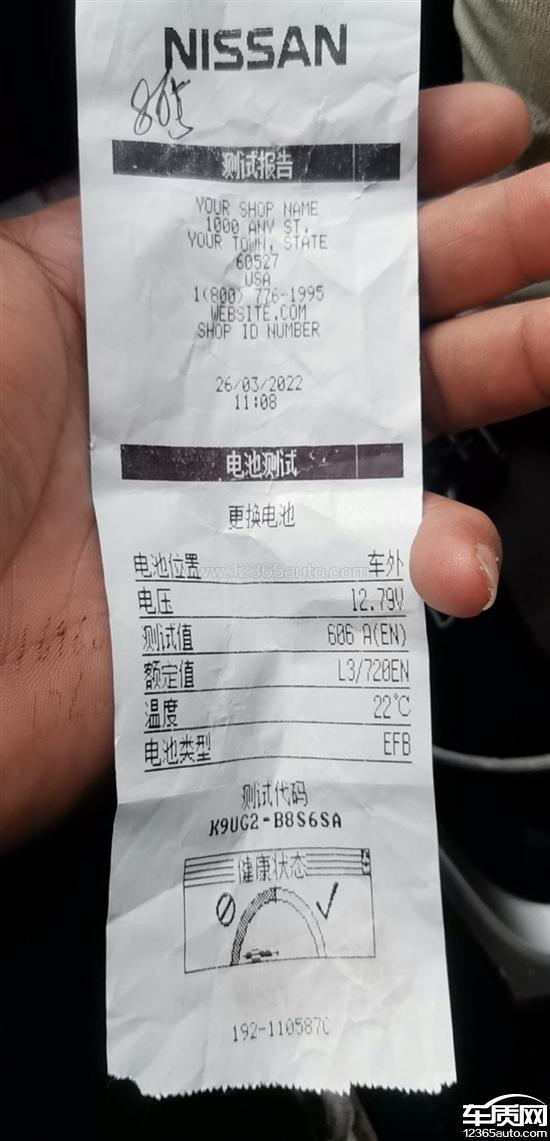 NISSAN
测试报告
YOUR SHOP NAME
1000 ANY ST.
YOUR TOWN, STATE
60527
USA
1(800) 776-1995
WEBSITE.COM
SHOP ID NUMBER
26/03/2022
11:08
电池测试
更换电池
电池位置 车外
www.12365auto.com
电压 12.79V
测试值 606 A(EN)
额定值 L3/720EN
温度 22℃
电池类型 EFB
测试代码
K9UG2-B8S6SA
健康状态
192-110587C
车质网
12365auto.com